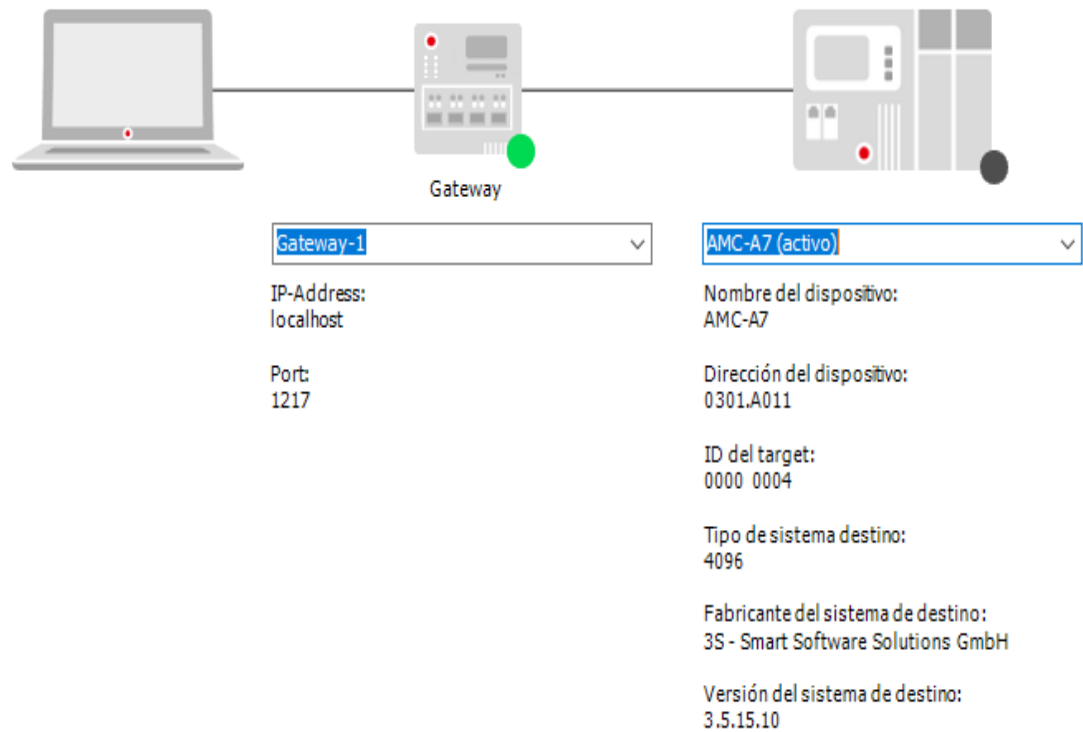 Gateway
Gateway-1
AMC-A7 (activo)
IP-Address:
localhost
Port:
1217
Nombre del dispositivo:
AMC-A7
Dirección del dispositivo:
0301.A011
ID del target:
0000 0004
Tipo de sistema destino:
4096
Fabricante del sistema de destino:
3S - Smart Software Solutions GmbH
Versión del sistema de destino:
3.5.15.10